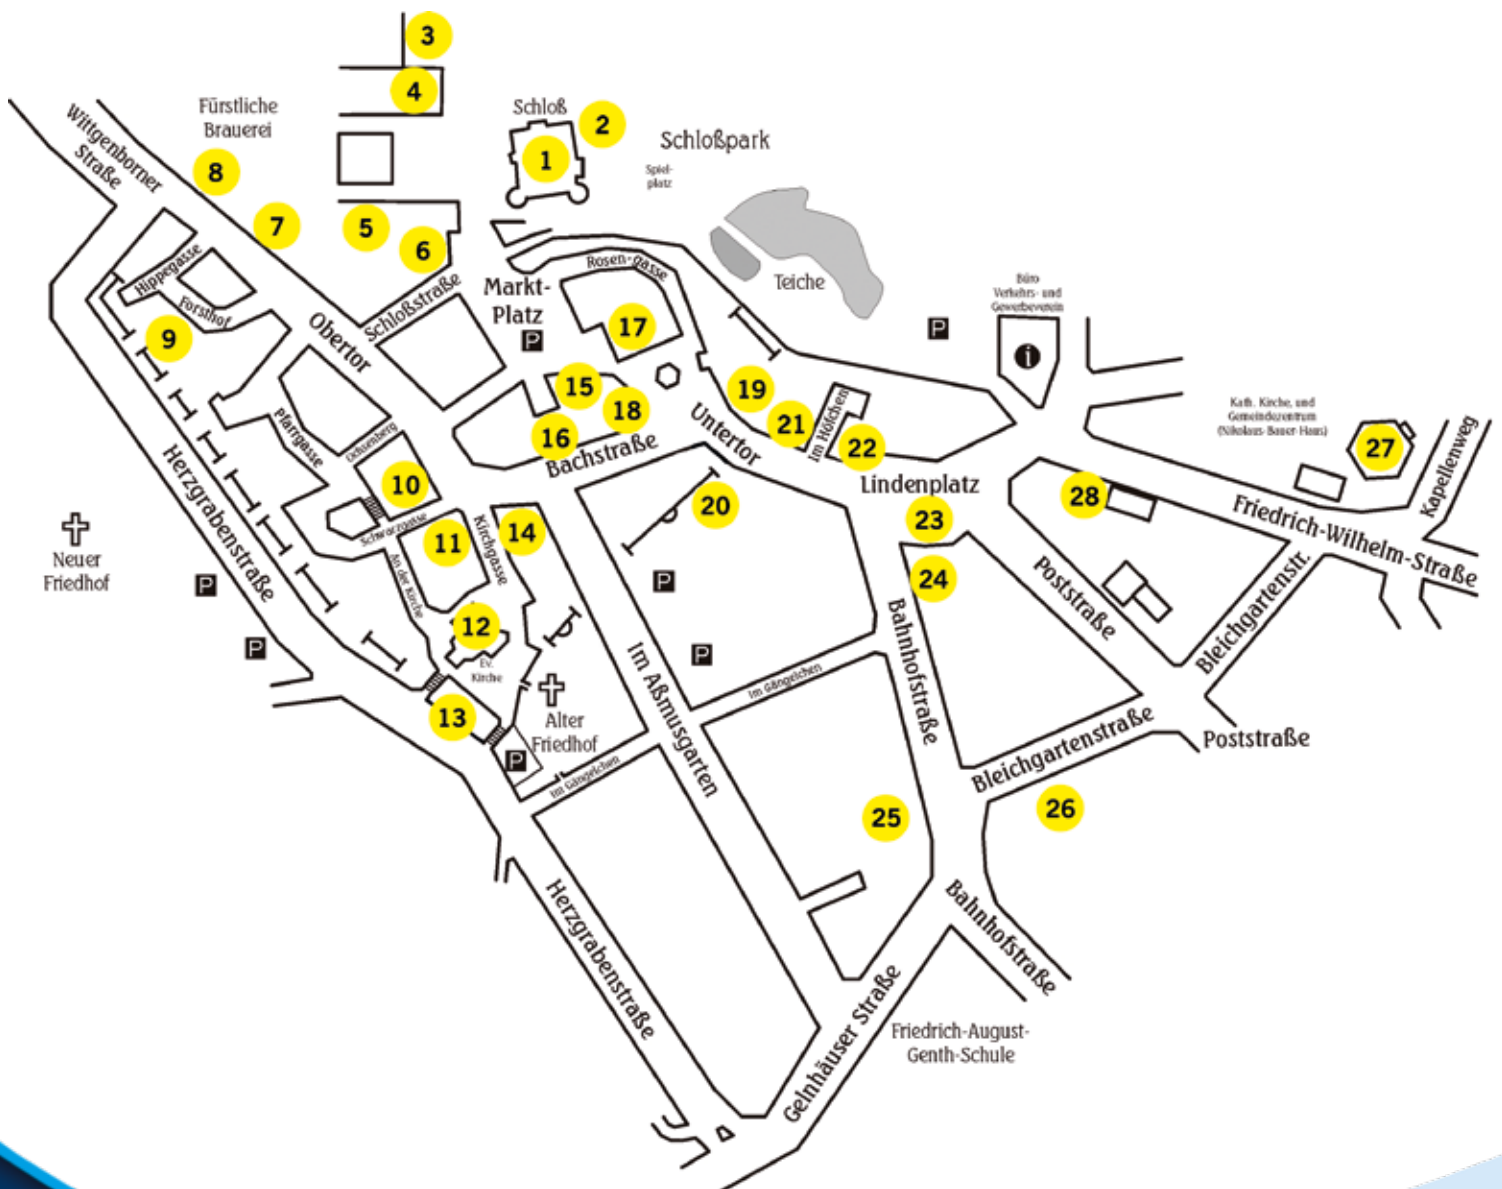 3
4
Fürstliche
Brauerei
Schloß
2
1
Schloßpark
Spiel-
platz
Wittgenborner
Straße
8
7
5
6
Hippegasse
Forsthof
9
Obertor
Schloßstraße
Markt-
Platz
P
Rosen-gasse
17
Teiche
P
Büro
Verkehrs- und
Gewerbeverein
i
15
18
16
Bachstraße
19
21
Im Hölchen
22
Untertor
Lindenplatz
Kath. Kirche, und
Gemeindezentrum
(Nikolaus-Bauer-Haus)
27
Kapellenweg
28
Friedrich-Wilhelm-Straße
Pfarrgasse
Ochsenberg
10
Schwarzgasse
11
Kirchgasse
14
20
23
24
Herzgrabenstraße
Neuer
Friedhof
P
P
An der Kirche
12
Ev.
Kirche
13
Alter
Friedhof
P
Im Gängelchen
P
P
Im Aßmusgarten
Im Gängelchen
Bahnhofstraße
Poststraße
Bleichgartenstr.
Bleichgartenstraße
Poststraße
25
26
Bahnhofstraße
Herzgrabenstraße
Gelnhäuser Straße
Friedrich-August-
Genth-Schule